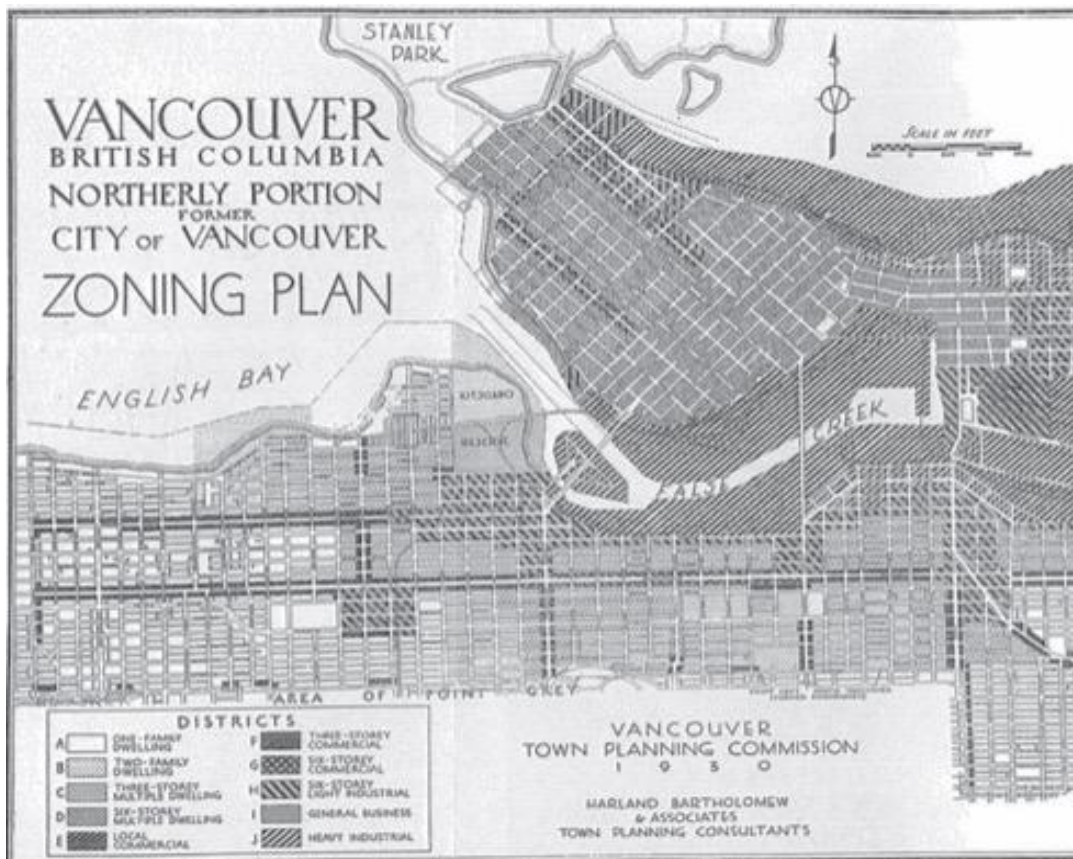 STANLEY
PARK
VANCOUVER
BRITISH COLUMBIA
NORTHERLY PORTION
FORMER
CITY OF VANCOUVER
ZONING PLAN
SCALE IN FEET
ENGLISH BAY
KITSILANO
RESERVE
FALSE CREEK
AREA OF POINT GREY
DISTRICTS
A ONE-FAMILY DWELLING
B TWO-FAMILY DWELLING
C THREE-STOREY MULTIPLE DWELLING
D SIX-STOREY MULTIPLE DWELLING
E LOCAL COMMERCIAL
F THREE-STOREY COMMERCIAL
G SIX-STOREY COMMERCIAL
H SIX-STOREY LIGHT INDUSTRIAL
I GENERAL BUSINESS
J HEAVY INDUSTRIAL
VANCOUVER
TOWN PLANNING COMMISSION
1930
HARLAND BARTHOLOMEW
& ASSOCIATES
TOWN PLANNING CONSULTANTS